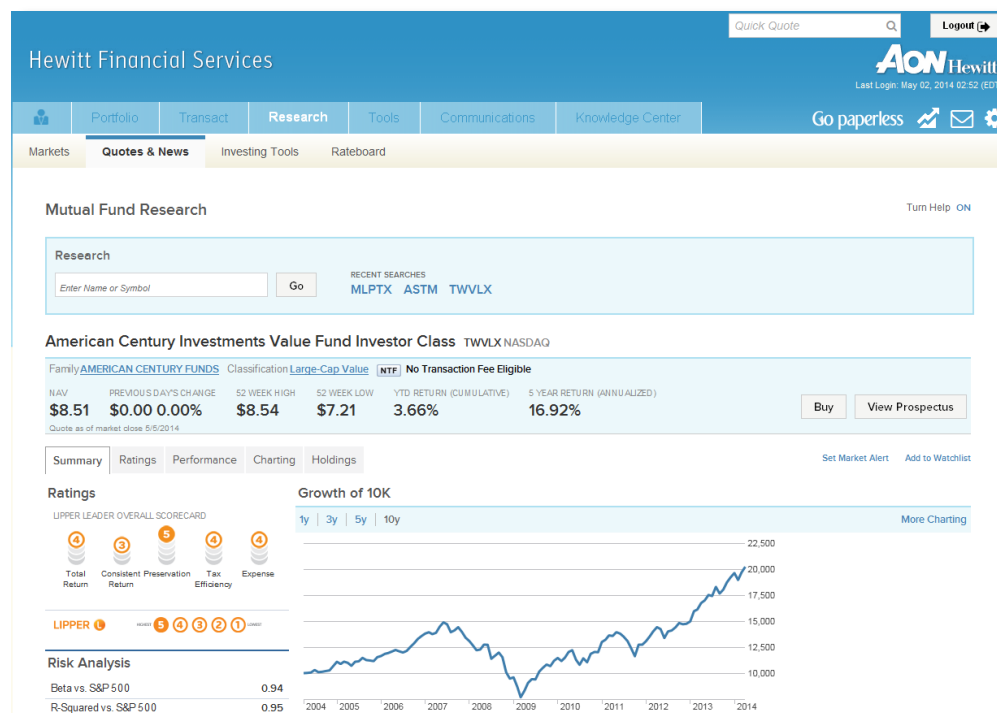 Quick Quote
Logout
Hewitt Financial Services
AON Hewitt
Last Login: May 02, 2014 02:52 (EDT
Portfolio Transact Research Tools Communications Knowledge Center
Go paperless
Markets Quotes & News Investing Tools Rateboard
Mutual Fund Research
Turn Help ON
Research
Enter Name or Symbol
Go
RECENT SEARCHES
MLPTX ASTM TWVLX
American Century Investments Value Fund Investor Class TWVLX NASDAQ
Family AMERICAN CENTURY FUNDS Classification Large-Cap Value NTF No Transaction Fee Eligible
NAV PREVIOUS DAY'S CHANGE 52 WEEK HIGH 52 WEEK LOW YTD RETURN (CUMULATIVE) 5 YEAR RETURN (ANNUALIZED)
$8.51 $0.00 0.00% $8.54 $7.21 3.66% 16.92%
Buy View Prospectus
Quote as of market close 5/5/2014
Summary Ratings Performance Charting Holdings
Set Market Alert Add to Watchlist
Ratings
LIPPER LEADER OVERALL SCORECARD
4 3 5 4 4
Total Return Consistent Return Preservation Tax Efficiency Expense
LIPPER L HIGHEST 5 4 3 2 1 LOWEST
Risk Analysis
Beta vs. S&P 500 0.94
R-Squared vs. S&P 500 0.95
Growth of 10K
1y 3y 5y 10y
More Charting
22,500
20,000
17,500
15,000
12,500
10,000
2004 2005 2006 2007 2008 2009 2010 2011 2012 2013 2014